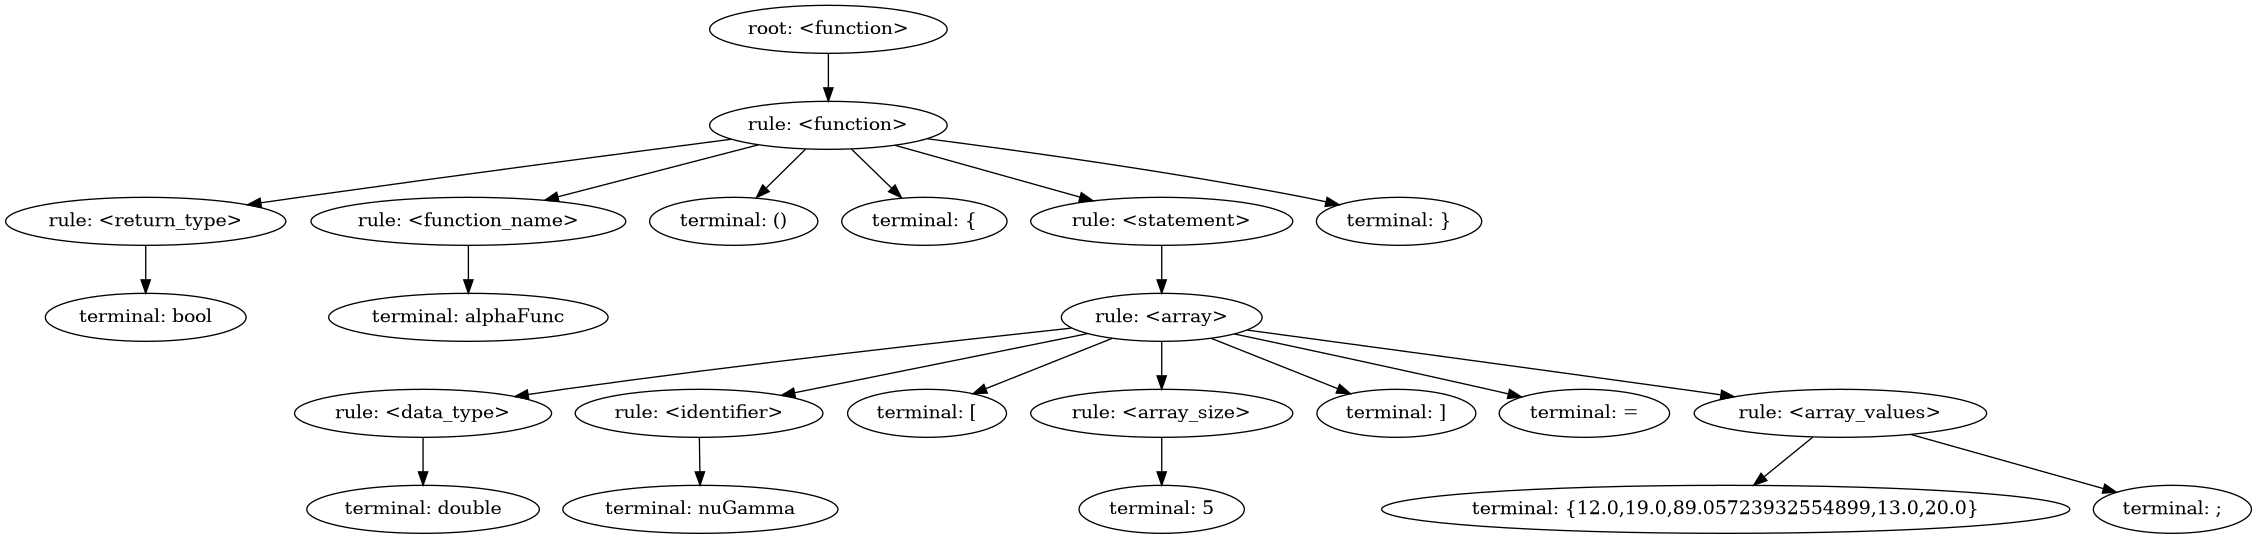 root: <function>
rule: <function>
rule: <return_type>
rule: <function_name>
terminal: ()
terminal: {
rule: <statement>
terminal: }
terminal: bool
terminal: alphaFunc
rule: <array>
rule: <data_type>
rule: <identifier>
terminal: [
rule: <array_size>
terminal: ]
terminal: =
rule: <array_values>
terminal: double
terminal: nuGamma
terminal: 5
terminal: {12.0,19.0,89.05723932554899,13.0,20.0}
terminal: ;